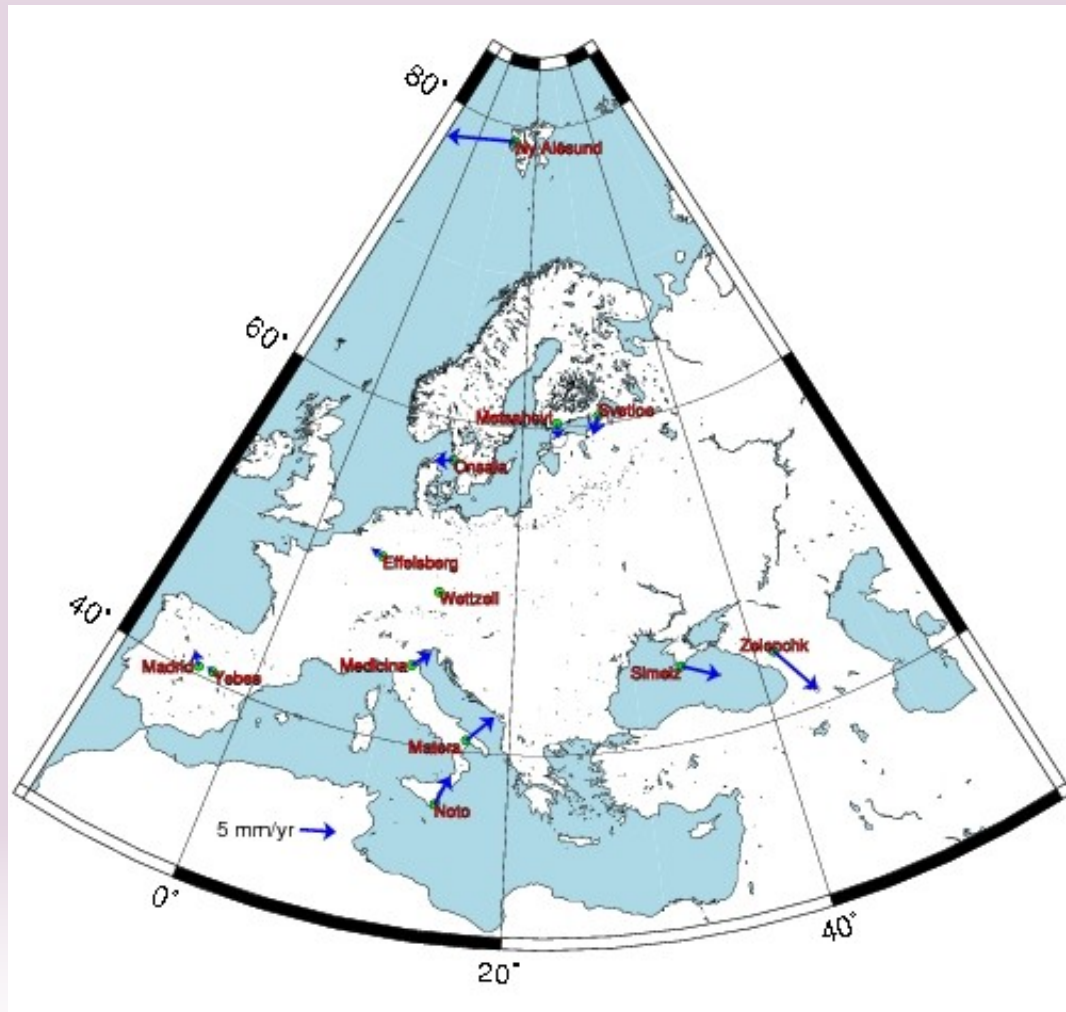 80°
Ny Alesund
60°
Metsahovi
Svetloe
Onsala
Effelsberg
Wettzell
40°
Madrid
Yebes
Medicina
Simeiz
Zelenchk
Matera
Noto
5 mm/yr
0°
20°
40°